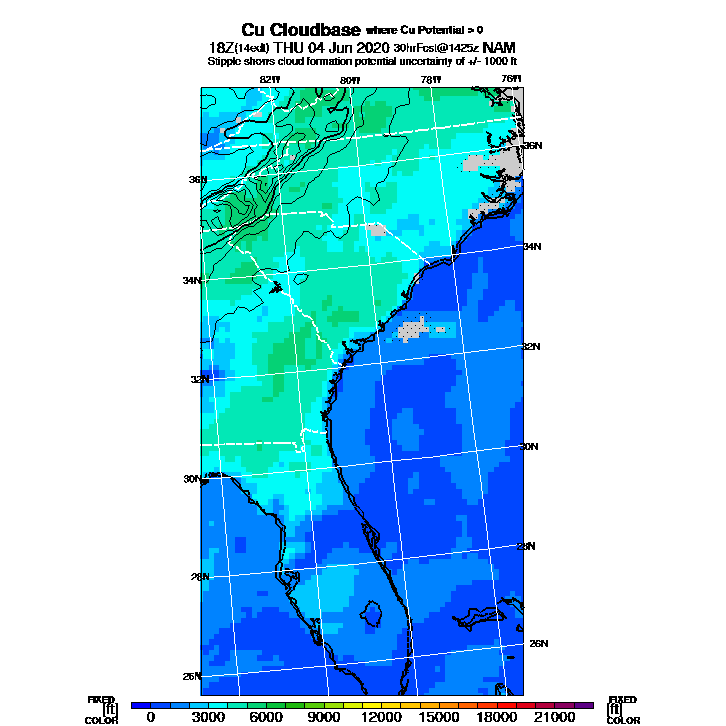 Cu Cloudbase where Cu Potential > 0
18Z(14edt) THU 04 Jun 2020 30hrFcst@1425z NAM
Stipple shows cloud formation potential uncertainty of +/- 1000 ft
82W 80W 78W 76W
36N
36N
34N
34N
32N
32N
30N
30N
28N
28N
26N
26N
FIXED [ft] COLOR
0 3000 6000 9000 12000 15000 18000 21000
FIXED [ft] COLOR